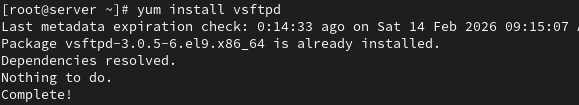 [root@server ~]# yum install vsftpd
Last metadata expiration check: 0:14:33 ago on Sat 14 Feb 2026 09:15:07
Package vsftpd-3.0.5-6.el9.x86_64 is already installed.
Dependencies resolved.
Nothing to do.
Complete!